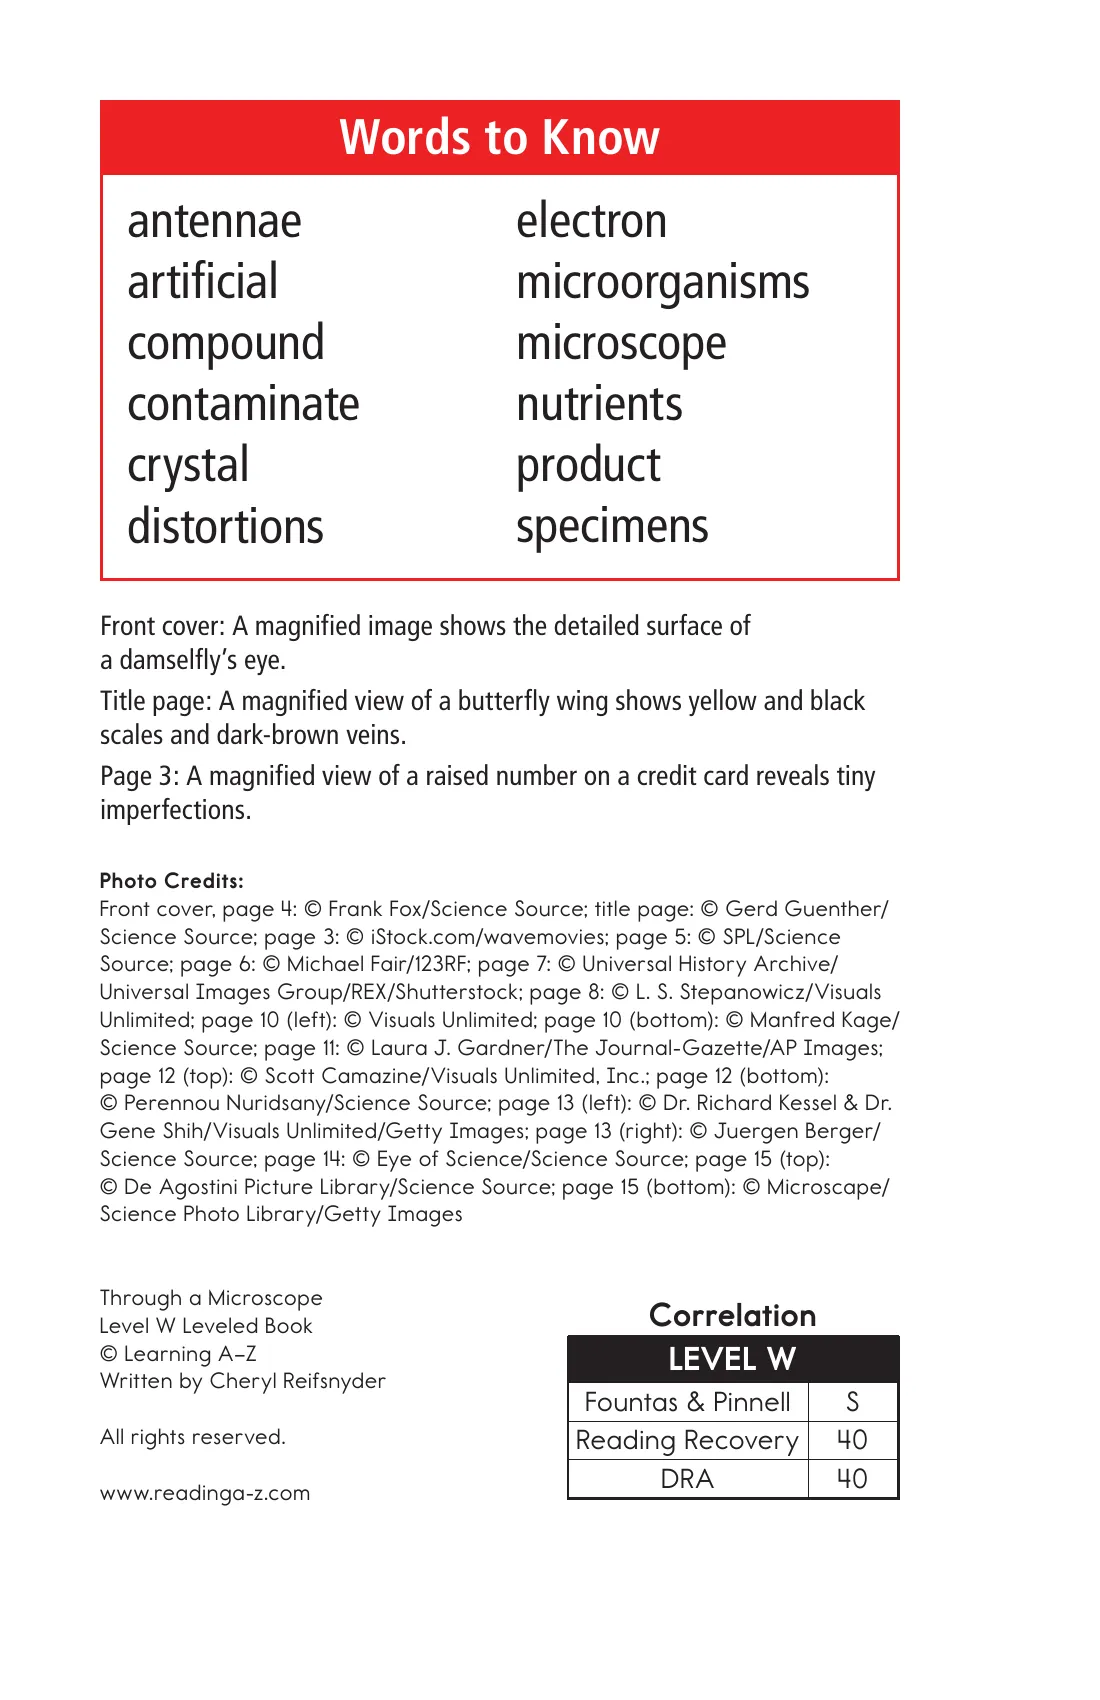 Words to Know
antennae
artificial
compound
contaminate
crystal
distortions
electron
microorganisms
microscope
nutrients
product
specimens
Front cover: A magnified image shows the detailed surface of
a damselfly’s eye.
Title page: A magnified view of a butterfly wing shows yellow and black
scales and dark-brown veins.
Page 3: A magnified view of a raised number on a credit card reveals tiny
imperfections.
Photo Credits:
Front cover, page 4: © Frank Fox/Science Source; title page: © Gerd Guenther/
Science Source; page 3: © iStock.com/wavemovies; page 5: © SPL/Science
Source; page 6: © Michael Fair/123RF; page 7: © Universal History Archive/
Universal Images Group/REX/Shutterstock; page 8: © L. S. Stepanowicz/Visuals
Unlimited; page 10 (left): © Visuals Unlimited; page 10 (bottom): © Manfred Kage/
Science Source; page 11: © Laura J. Gardner/The Journal-Gazette/AP Images;
page 12 (top): © Scott Camazine/Visuals Unlimited, Inc.; page 12 (bottom):
© Perennou Nuridsany/Science Source; page 13 (left): © Dr. Richard Kessel & Dr.
Gene Shih/Visuals Unlimited/Getty Images; page 13 (right): © Juergen Berger/
Science Source; page 14: © Eye of Science/Science Source; page 15 (top):
© De Agostini Picture Library/Science Source; page 15 (bottom): © Microscape/
Science Photo Library/Getty Images
Through a Microscope
Level W Leveled Book
© Learning A–Z
Written by Cheryl Reifsnyder
All rights reserved.
www.readinga-z.com
Correlation
LEVEL W
Fountas & Pinnell S
Reading Recovery 40
DRA 40